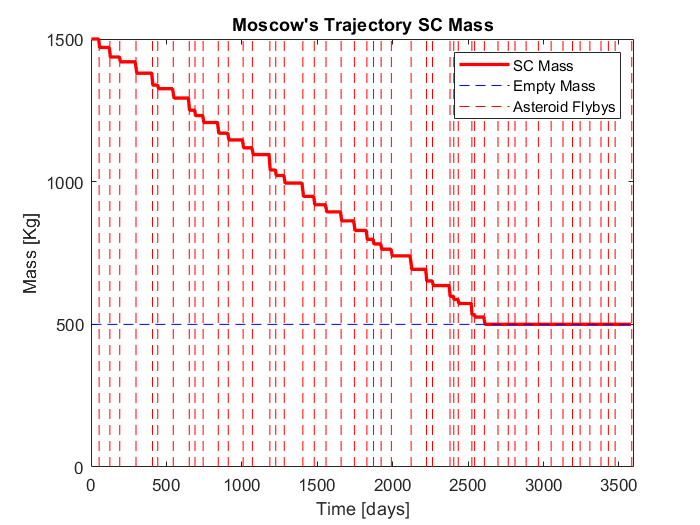 Moscow's Trajectory SC Mass
SC Mass
Empty Mass
Asteroid Flybys
Mass [Kg]
1500
1000
500
0
0 500 1000 1500 2000 2500 3000 3500
Time [days]